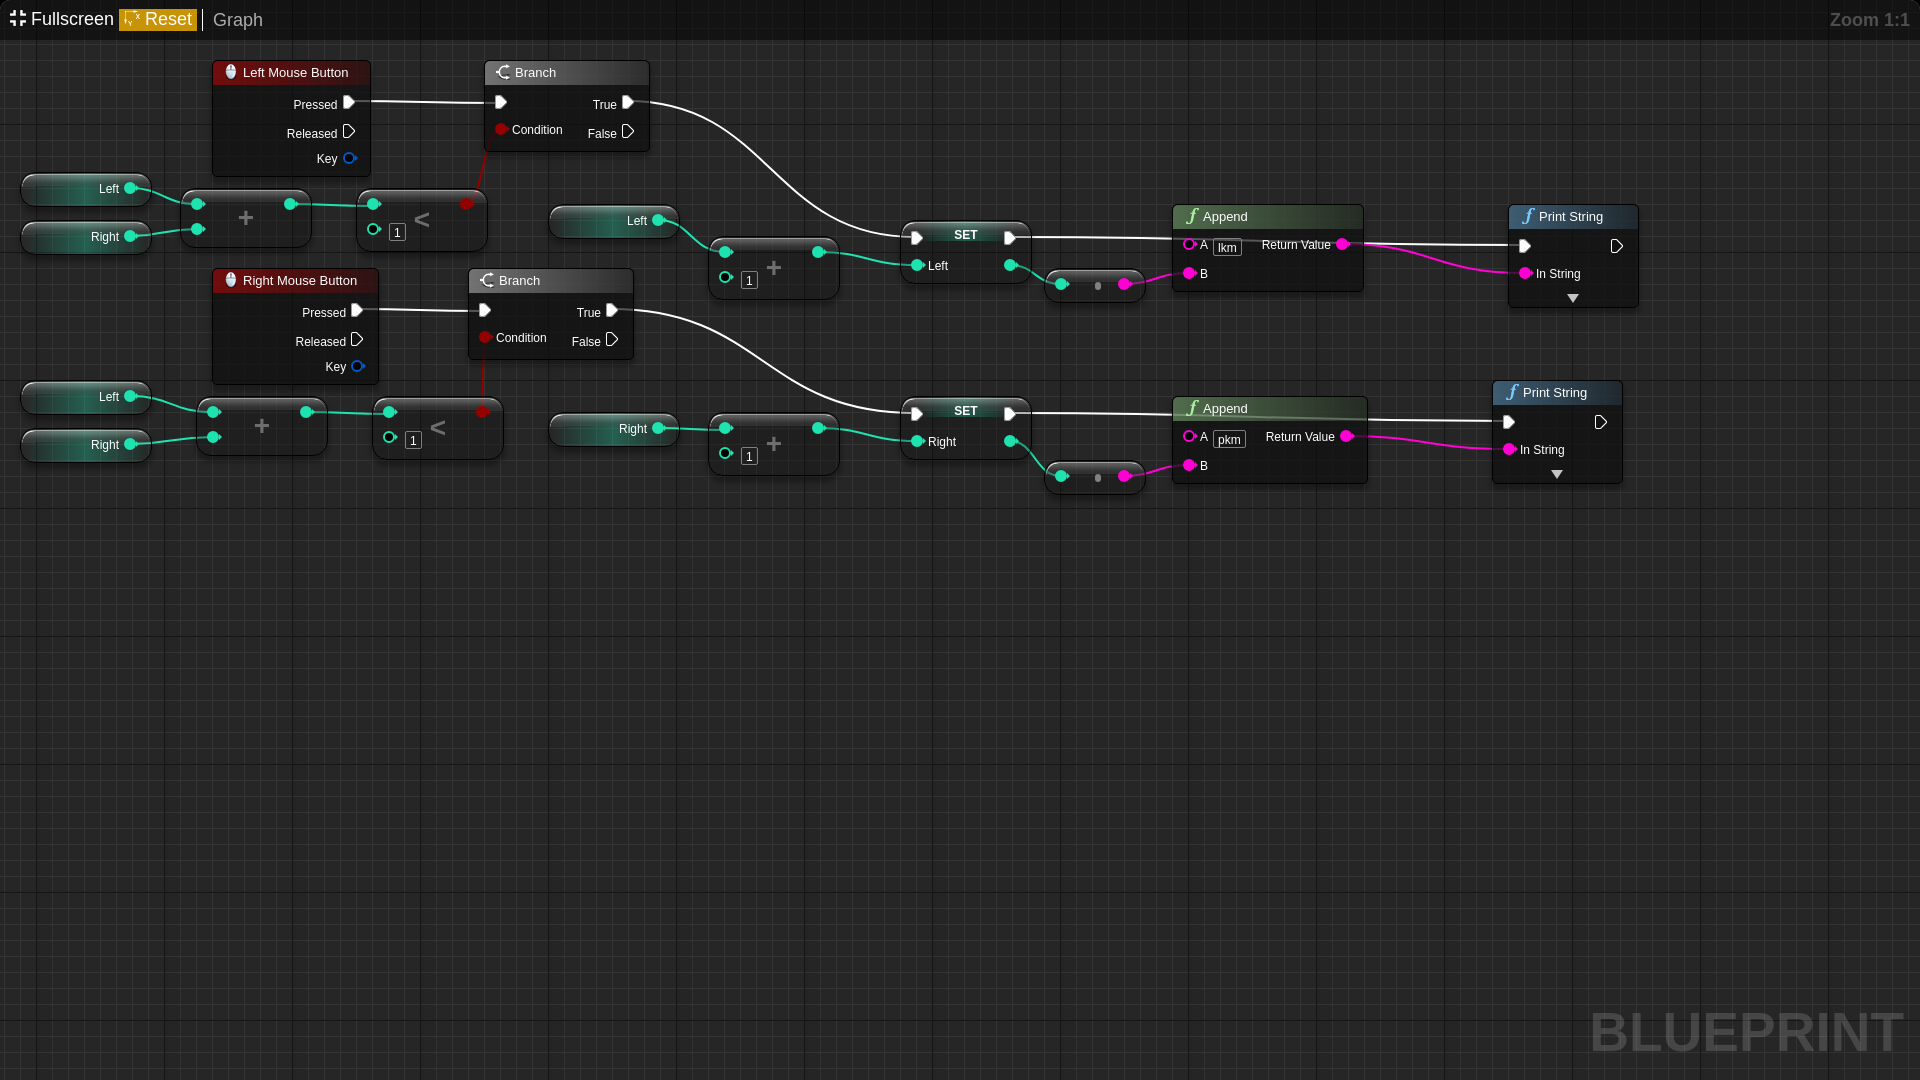 Fullscreen Reset Graph Zoom 1:1
Left Mouse Button
Pressed
Released
Key
Branch
True
Condition False
Left
Right
+
<
1
Left
+
1
SET
Left
Append
A lkm Return Value
B
Print String
In String
Right Mouse Button
Pressed
Released
Key
Branch
True
Condition False
Left
Right
+
<
1
Right
+
1
SET
Right
Append
A pkm Return Value
B
Print String
In String
BLUEPRINT